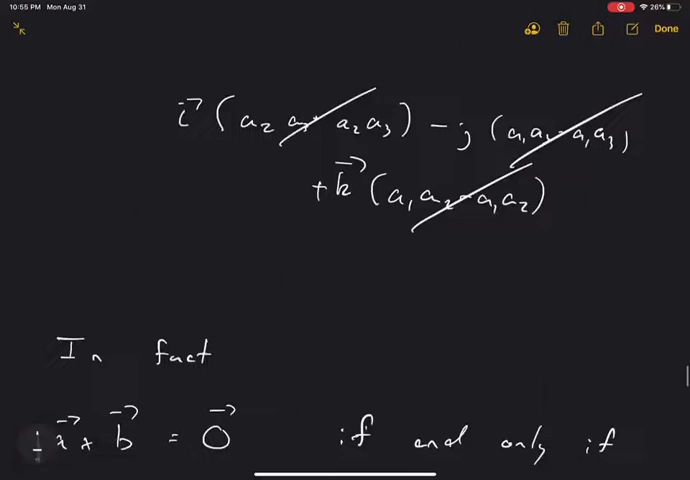 10:55 PM Mon Aug 31 26%
Done
i⃗ (a₂ a₃ - a₂ a₃) - j (a₁ a₃ - a₁ a₃)
+ k⃗ (a₁ a₂ - a₁ a₂)
In fact
a⃗ × b⃗ = 0⃗ if and only if